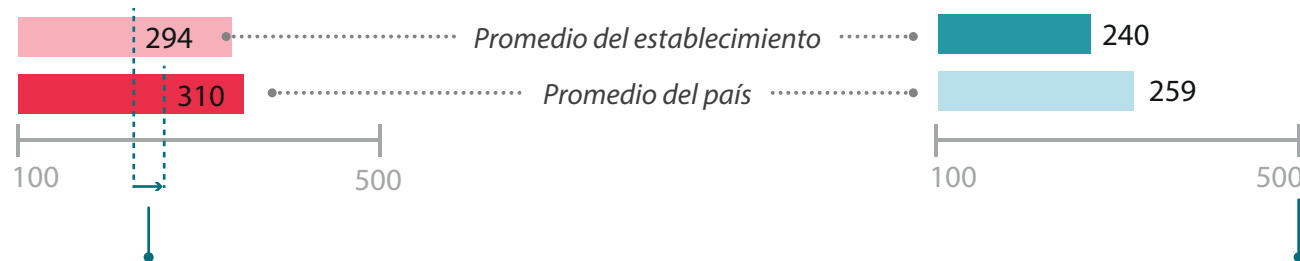 294 Promedio del establecimiento 240
310 Promedio del país 259
100 500 100 500